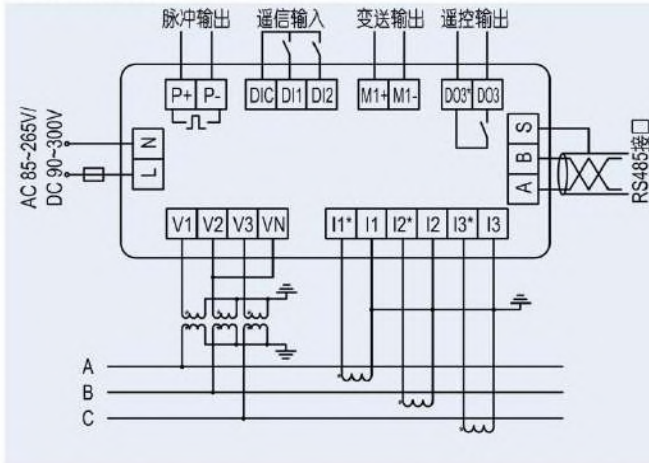 脉冲输出 遥信输入 变送输出 遥控输出
P+ P- DIC DI1 DI2 M1+ M1- DO3* DO3
AC 85~265V/
DC 90~300V
N
L
S
B
A
RS485接口
V1 V2 V3 VN I1* I1 I2* I2 I3* I3
A
B
C